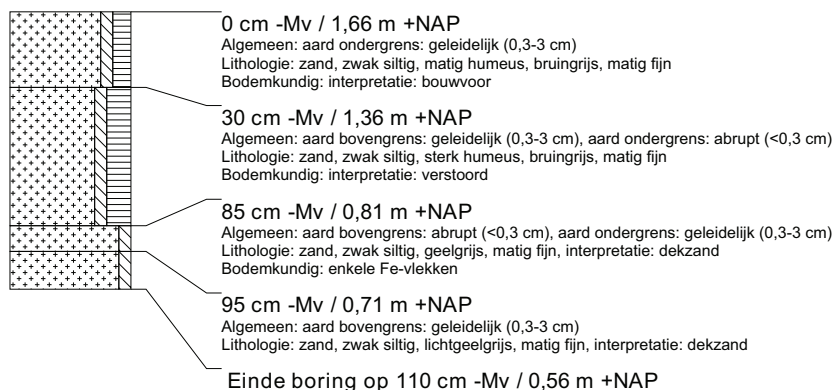 0 cm -Mv / 1,66 m +NAP
Algemeen: aard ondergrens: geleidelijk (0,3-3 cm)
Lithologie: zand, zwak siltig, matig humeus, bruingrijs, matig fijn
Bodemkundig: interpretatie: bouwvoor
30 cm -Mv / 1,36 m +NAP
Algemeen: aard bovengrens: geleidelijk (0,3-3 cm), aard ondergrens: abrupt (<0,3 cm)
Lithologie: zand, zwak siltig, sterk humeus, bruingrijs, matig fijn
Bodemkundig: interpretatie: verstoord
85 cm -Mv / 0,81 m +NAP
Algemeen: aard bovengrens: abrupt (<0,3 cm), aard ondergrens: geleidelijk (0,3-3 cm)
Lithologie: zand, zwak siltig, geelgrijs, matig fijn, interpretatie: dekzand
Bodemkundig: enkele Fe-vlekken
95 cm -Mv / 0,71 m +NAP
Algemeen: aard bovengrens: geleidelijk (0,3-3 cm)
Lithologie: zand, zwak siltig, lichtgeelgrijs, matig fijn, interpretatie: dekzand
Einde boring op 110 cm -Mv / 0,56 m +NAP